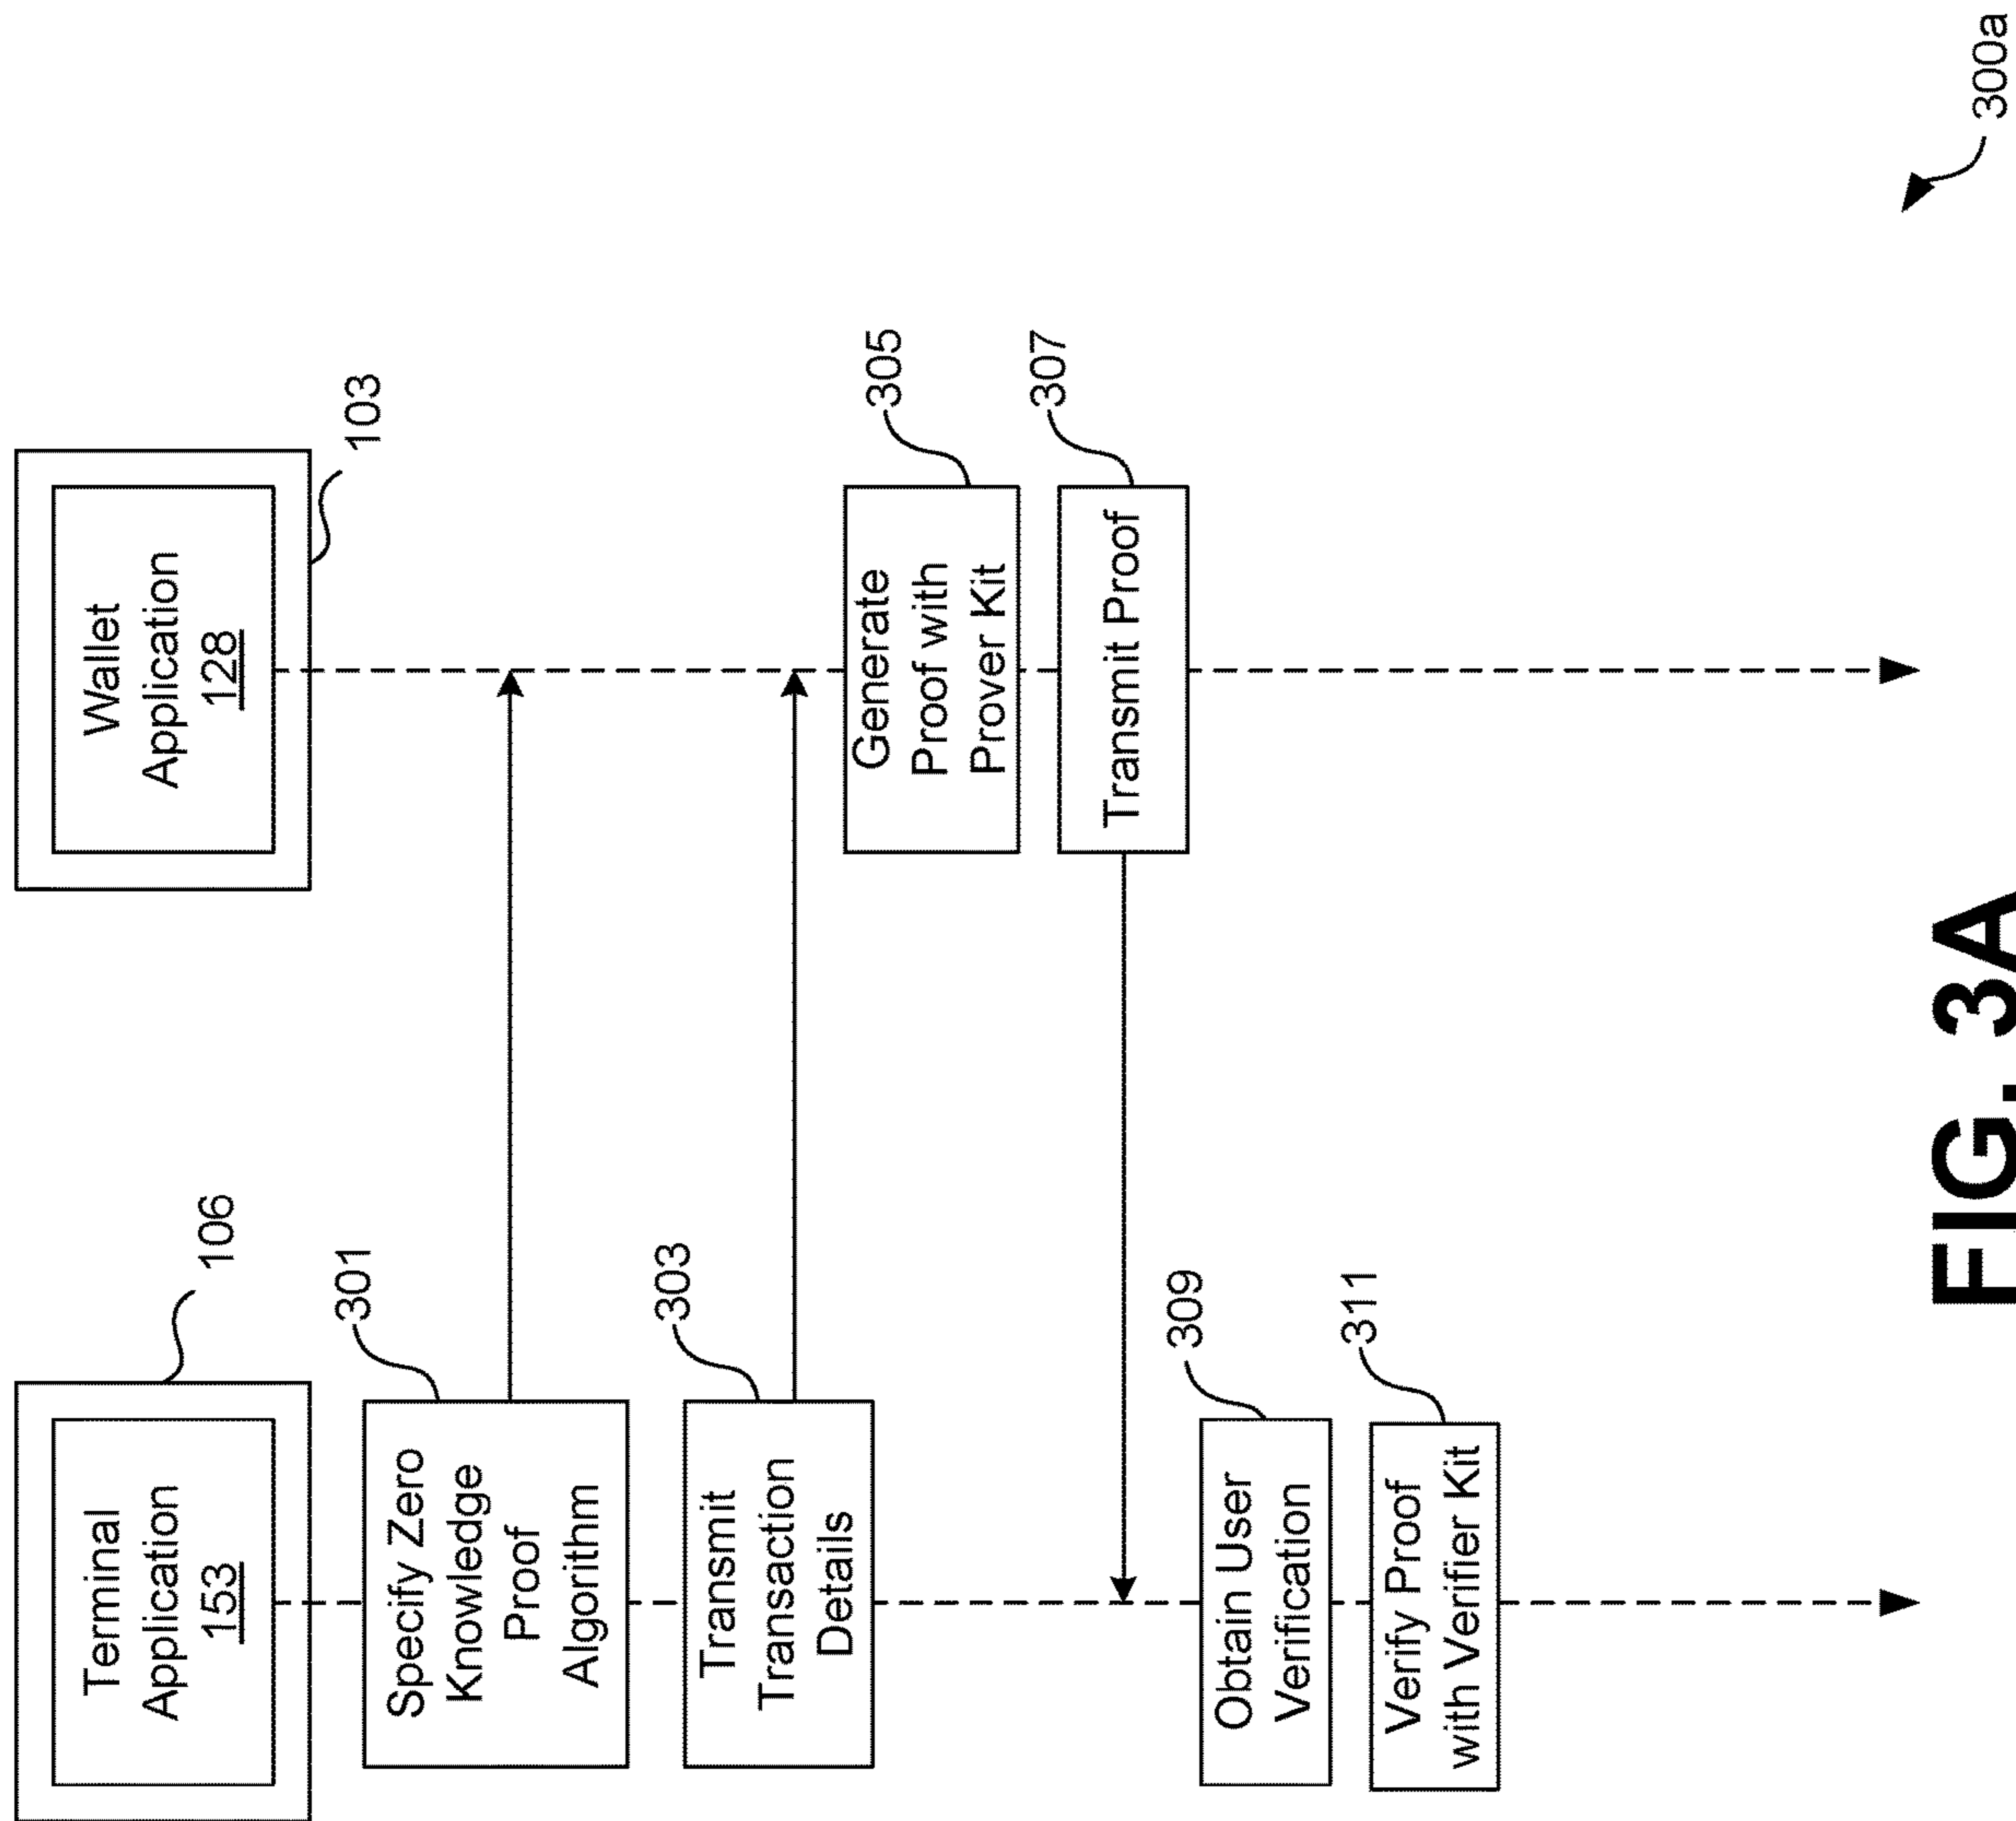 Terminal
Application
153
106
Wallet
Application
128
103
Specify Zero
Knowledge
Proof
Algorithm
301
Transmit
Transaction
Details
303
Generate
Proof with
Prover Kit
305
Transmit Proof
307
Obtain User
Verification
309
Verify Proof
with Verifier Kit
311
FIG. 3A
300a